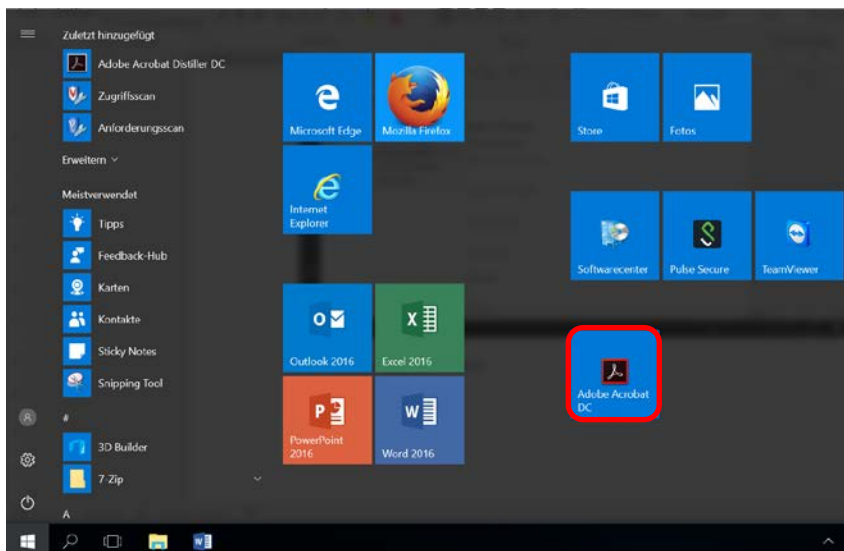 Zuletzt hinzugefügt
Adobe Acrobat Distiller DC
Zugriffsscan
Anforderungsscan
Erweitern
Meistverwendet
Tipps
Feedback-Hub
Karten
Kontakte
Sticky Notes
Snipping Tool
#
3D Builder
7-Zip
A
Microsoft Edge
Mozilla Firefox
Internet
Explorer
Outlook 2016
Excel 2016
PowerPoint
2016
Word 2016
Store
Fotos
Softwarecenter
Pulse Secure
TeamViewer
Adobe Acrobat
DC